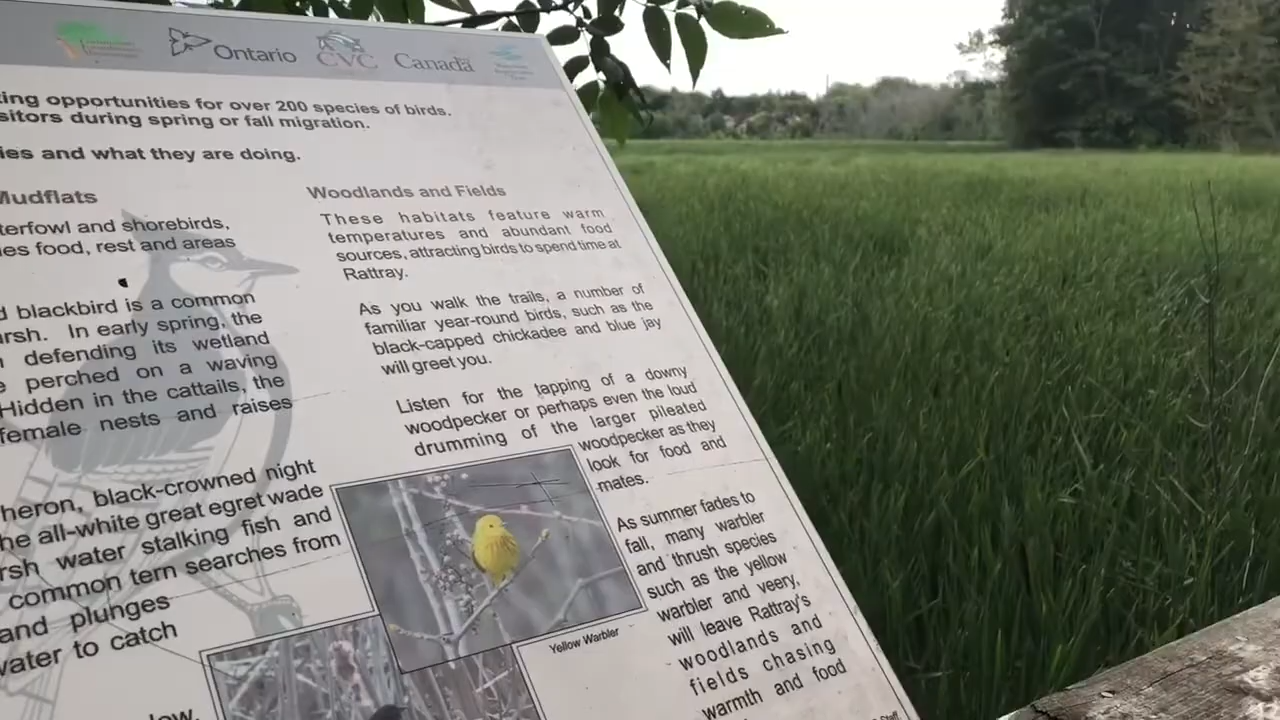 Ontario
CVC
Canada
ting opportunities for over 200 species of birds.
sitors during spring or fall migration.
ies and what they are doing.
Mudflats
terfowl and shorebirds,
ies food, rest and areas
d blackbird is a common
arsh. In early spring, the
n defending its wetland
e perched on a waving
Hidden in the cattails, the
female nests and raises
heron, black-crowned night
he all-white great egret wade
rsh water stalking fish and
common tern searches from
and plunges
water to catch
low,
Woodlands and Fields
These habitats feature warm
temperatures and abundant food
sources, attracting birds to spend time at
Rattray.
As you walk the trails, a number of
familiar year-round birds, such as the
black-capped chickadee and blue jay
will greet you.
Listen for the tapping of a downy
woodpecker or perhaps even the loud
drumming of the larger pileated
woodpecker as they
look for food and
mates.
As summer fades to
fall, many warbler
and thrush species
such as the yellow
warbler and veery,
will leave Rattray's
woodlands and
fields chasing
warmth and food
Yellow Warbler